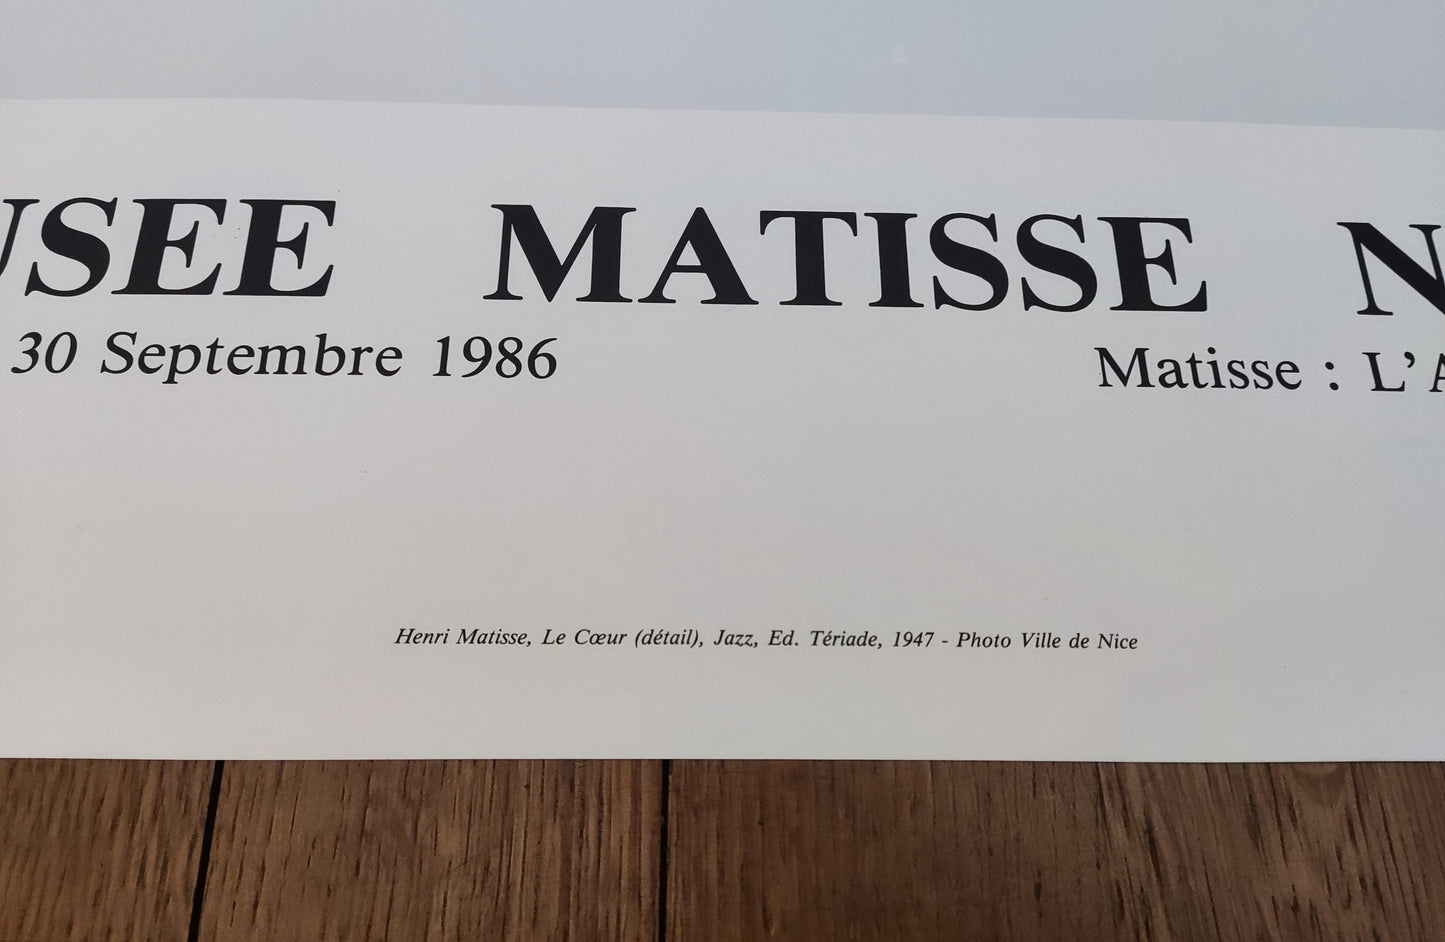 USEE MATISSE N
30 Septembre 1986
Matisse : L'A
Henri Matisse, Le Cœur (détail), Jazz, Ed. Tériade, 1947 - Photo Ville de Nice